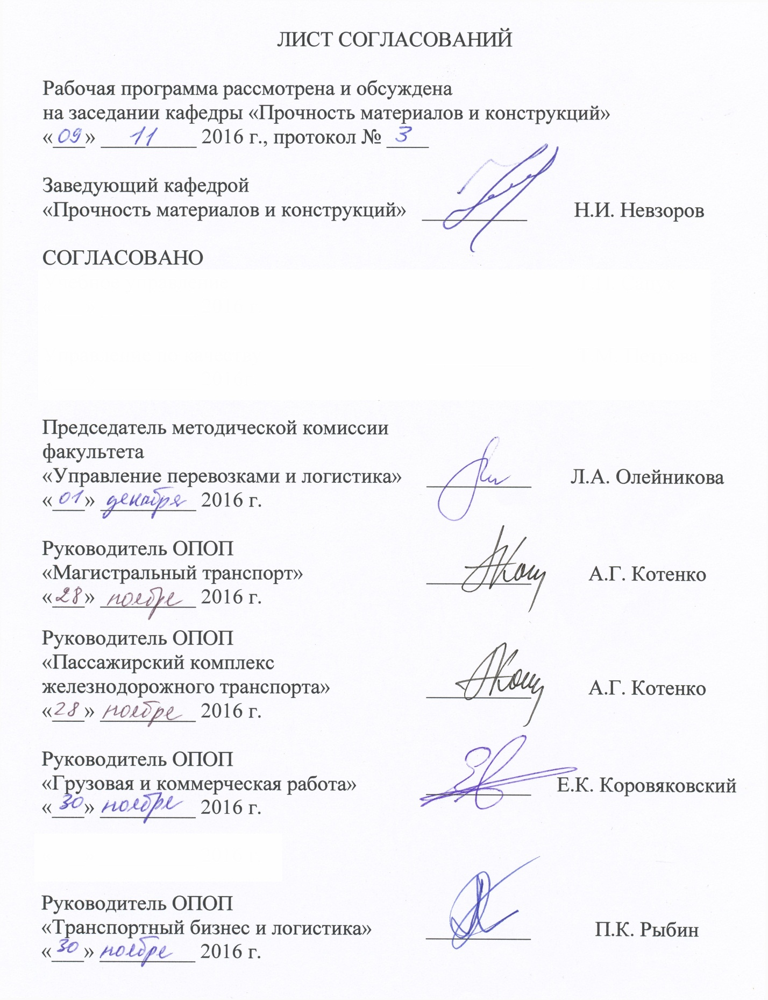 ЛИСТ СОГЛАСОВАНИЙ
Рабочая программа рассмотрена и обсуждена
на заседании кафедры «Прочность материалов и конструкций»
«09» 11 2016 г., протокол № 3
Заведующий кафедрой
«Прочность материалов и конструкций» Н.И. Невзоров
СОГЛАСОВАНО
Председатель методической комиссии
факультета
«Управление перевозками и логистика» Л.А. Олейникова
«01» декабря 2016 г.
Руководитель ОПОП
«Магистральный транспорт» А.Г. Котенко
«28» ноября 2016 г.
Руководитель ОПОП
«Пассажирский комплекс
железнодорожного транспорта» А.Г. Котенко
«28» ноября 2016 г.
Руководитель ОПОП
«Грузовая и коммерческая работа» Е.К. Коровяковский
«30» ноября 2016 г.
Руководитель ОПОП
«Транспортный бизнес и логистика» П.К. Рыбин
«30» ноября 2016 г.